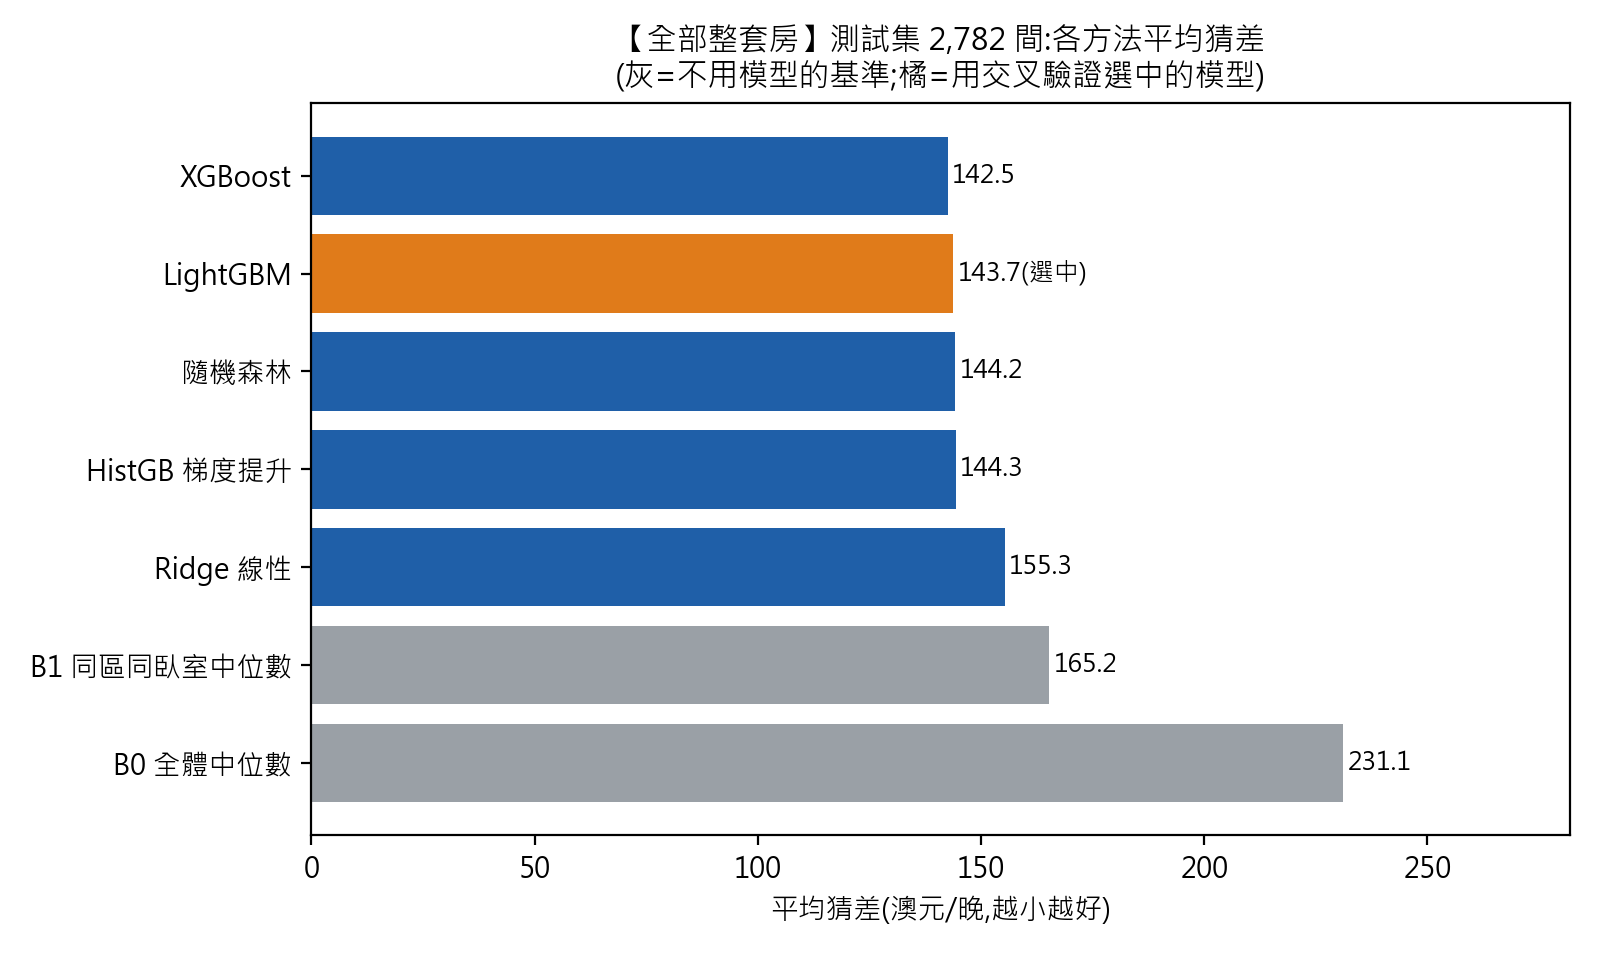 【全部整套房】測試集 2,782 間:各方法平均猜差
(灰=不用模型的基準;橘=用交叉驗證選中的模型)
XGBoost
142.5
LightGBM
143.7(選中)
隨機森林
144.2
HistGB 梯度提升
144.3
Ridge 線性
155.3
B1 同區同臥室中位數
165.2
B0 全體中位數
231.1
0
50
100
150
200
250
平均猜差(澳元/晚,越小越好)